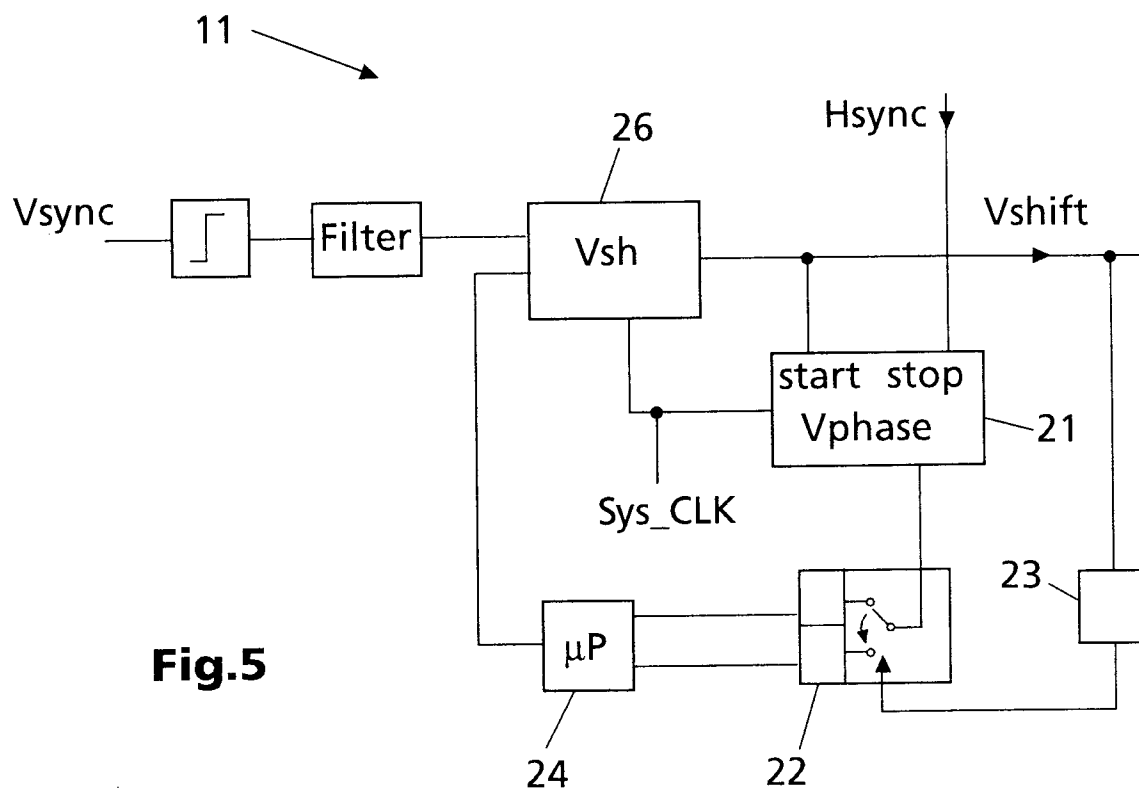 11
Hsync
26
Vsync
Filter
Vsh
Vshift
start stop
Vphase
21
Sys_CLK
23
µP
Fig.5
24
22